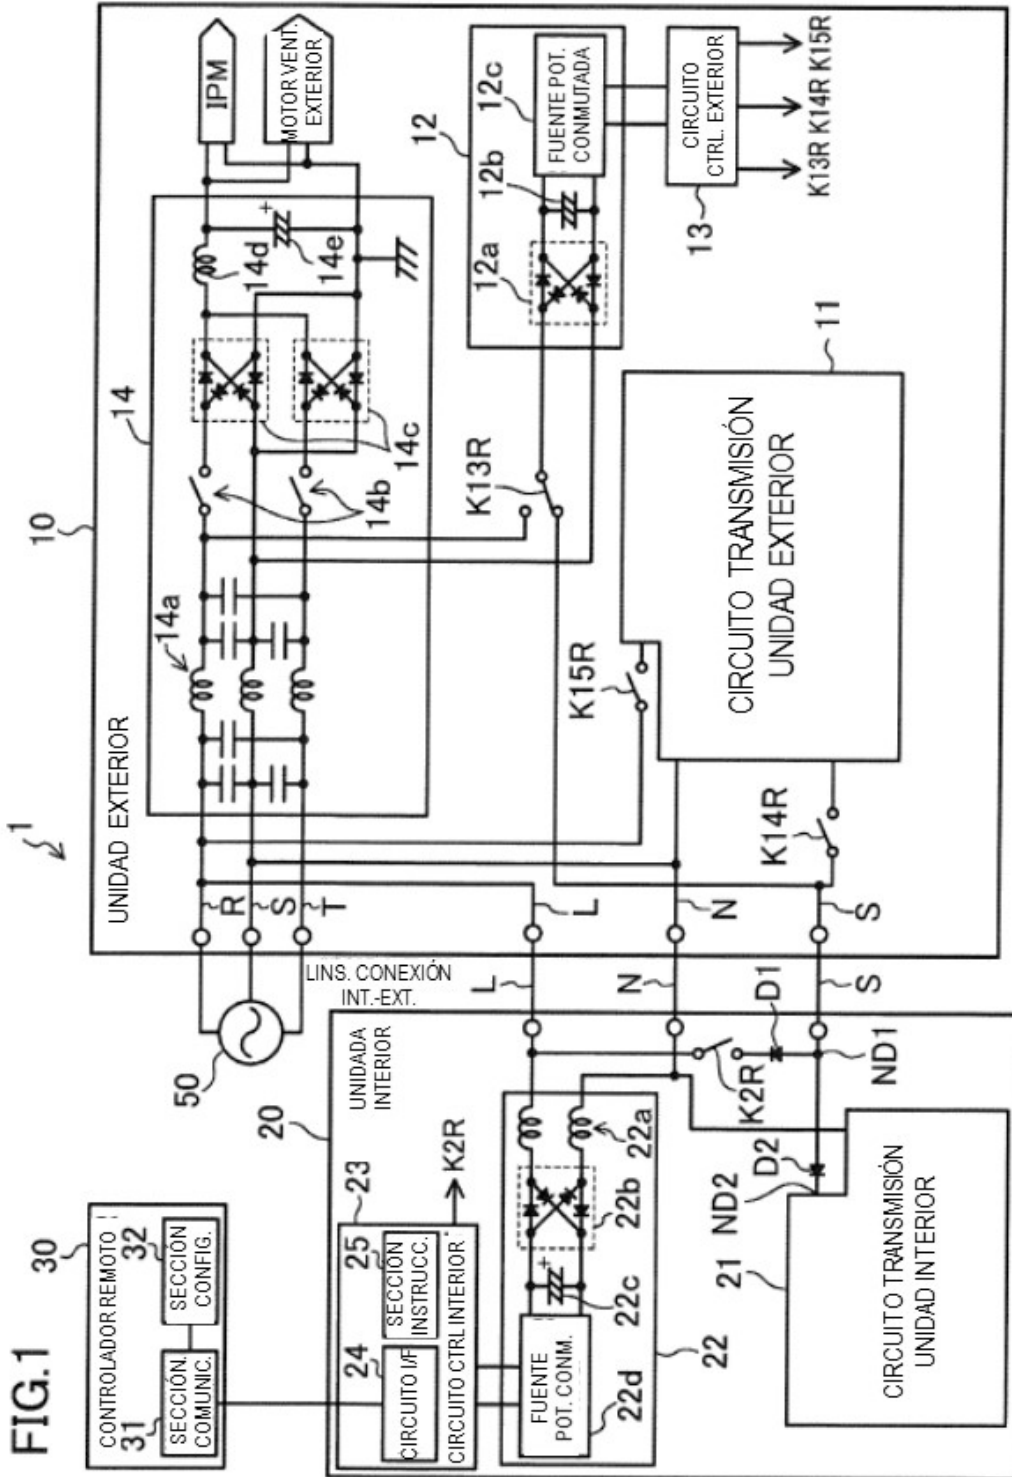 FIG.1
1
10
UNIDAD EXTERIOR
14
14a
14b
14c
14d
14e
+
IPM
MOTOR VENT.
EXTERIOR
R
S
T
50
12
12a
12b
12c
FUENTE POT.
CONMUTADA
CIRCUITO
CTRL. EXTERIOR
13
K13R
K14R
K15R
K13R
K15R
K14R
11
CIRCUITO TRANSMISIÓN
UNIDAD EXTERIOR
L
N
S
LINS. CONEXIÓN
INT.-EXT.
L
N
S
30
CONTROLADOR REMOTO
31
SECCIÓN.
COMUNIC.
32
SECCIÓN
CONFIG.
20
UNIDADA
INTERIOR
23
K2R
24
CIRCUITO I/F
25
SECCIÓN
INSTRUCC.
CIRCUITO CTRL INTERIOR
22
22a
22b
22c
+
22d
FUENTE
POT. CONM.
K2R
D1
ND1
D2
ND2
21
CIRCUITO TRANSMISIÓN
UNIDAD INTERIOR